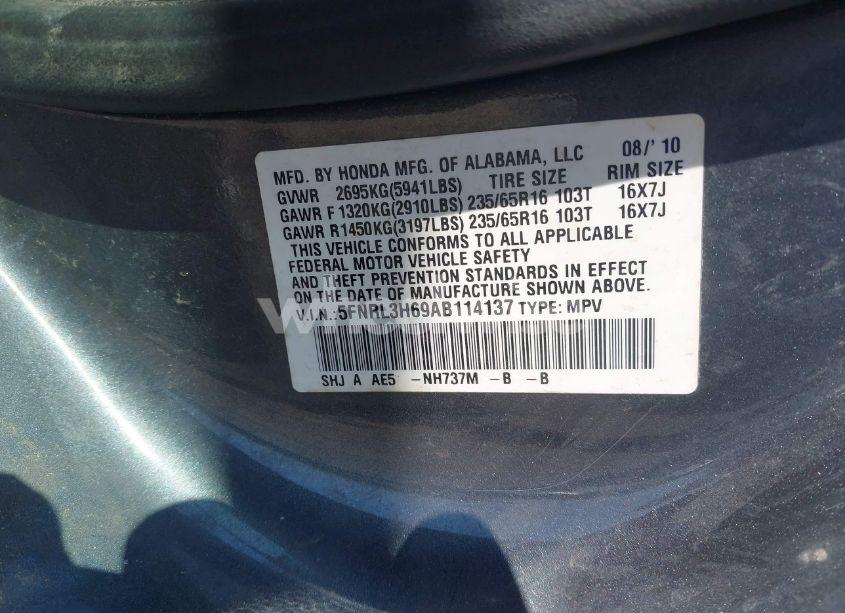 MFD. BY HONDA MFG. OF ALABAMA, LLC 08/'10
GVWR 2695KG(5941LBS) TIRE SIZE RIM SIZE
GAWR F 1320KG(2910LBS) 235/65R16 103T 16X7J
GAWR R1450KG(3197LBS) 235/65R16 103T 16X7J
THIS VEHICLE CONFORMS TO ALL APPLICABLE
FEDERAL MOTOR VEHICLE SAFETY
AND THEFT PREVENTION STANDARDS IN EFFECT
ON THE DATE OF MANUFACTURE SHOWN ABOVE.
V.I.N.:5FNRL3H69AB114137 TYPE: MPV
SHJ A AE5 -NH737M -B -B